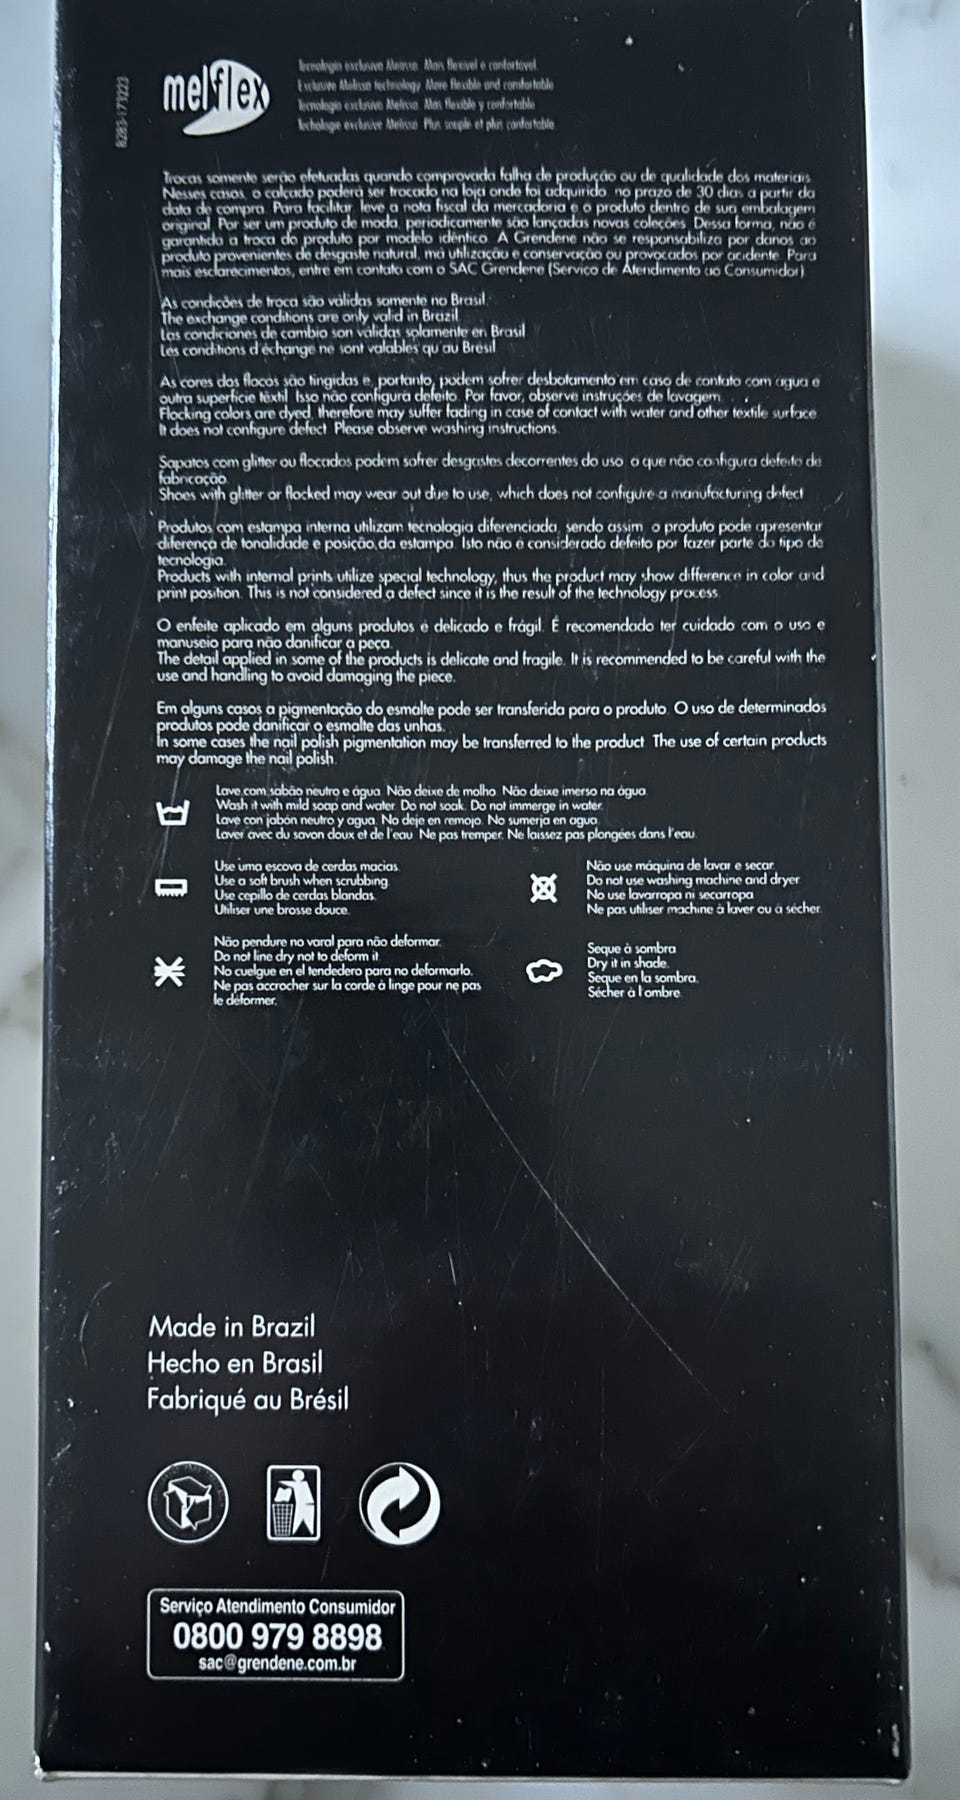 8283-173223
melflex
Tecnologia exclusiva Melissa. Mais flexível e confortável.
Exclusive Melissa technology. More flexible and comfortable.
Tecnología exclusiva Melissa. Mas flexible y confortable.
Techologie exclusive Melissa. Plus souple et plus confortable.
Trocas somente serão efetuadas quando comprovada falha de produção ou de qualidade dos materiais.
Nesses casos, o calçado poderá ser trocado na loja onde foi adquirido, no prazo de 30 dias a partir da
data de compra. Para facilitar, leve a nota fiscal da mercadoria e o produto dentro de sua embalagem
original. Por ser um produto de moda, periodicamente são lançadas novas coleções. Dessa forma, não é
garantida a troca do produto por modelo idêntico. A Grendene não se responsabiliza por danos ao
produto provenientes de desgaste natural, má utilização e conservação ou provocados por acidente. Para
mais esclarecimentos, entre em contato com o SAC Grendene (Serviço de Atendimento ao Consumidor).
As condições de troca são válidas somente no Brasil.
The exchange conditions are only valid in Brazil.
Las condiciones de cambio son válidas solamente en Brasil.
Les conditions d'échange ne sont valables qu'au Brésil.
As cores dos flocos são tingidas e, portanto, podem sofrer desbotamento em caso de contato com água e
outra superfície têxtil. Isso não configura defeito. Por favor, observe instruções de lavagem.
Flocking colors are dyed, therefore may suffer fading in case of contact with water and other textile surface.
It does not configure defect. Please observe washing instructions.
Sapatos com glitter ou flocados podem sofrer desgastes decorrentes do uso, o que não configura defeito de
fabricação.
Shoes with glitter or flocked may wear out due to use, which does not configure a manufacturing defect.
Produtos com estampa interna utilizam tecnologia diferenciada, sendo assim, o produto pode apresentar
diferença de tonalidade e posição da estampa. Isto não é considerado defeito por fazer parte do tipo de
tecnologia.
Products with internal prints utilize special technology, thus the product may show difference in color and
print position. This is not considered a defect since it is the result of the technology process.
O enfeite aplicado em alguns produtos é delicado e frágil. É recomendado ter cuidado com o uso e
manuseio para não danificar a peça.
The detail applied in some of the products is delicate and fragile. It is recommended to be careful with the
use and handling to avoid damaging the piece.
Em alguns casos a pigmentação do esmalte pode ser transferida para o produto. O uso de determinados
produtos pode danificar o esmalte das unhas.
In some cases the nail polish pigmentation may be transferred to the product. The use of certain products
may damage the nail polish.
Lave com sabão neutro e água. Não deixe de molho. Não deixe imerso na água.
Wash it with mild soap and water. Do not soak. Do not immerge in water.
Lave con jabón neutro y agua. No deje en remojo. No sumerja en agua.
Laver avec du savon doux et de l'eau. Ne pas tremper. Ne laissez pas plongées dans l'eau.
Use uma escova de cerdas macias.
Use a soft brush when scrubbing.
Use cepillo de cerdas blandas.
Utiliser une brosse douce.
Não use máquina de lavar e secar.
Do not use washing machine and dryer.
No use lavarropa ni secarropa.
Ne pas utiliser machine à laver ou à sécher.
Não pendure no varal para não deformar.
Do not line dry not to deform it.
No cuelgue en el tendedero para no deformarlo.
Ne pas accrocher sur la corde à linge pour ne pas
le déformer.
Seque à sombra.
Dry it in shade.
Seque en la sombra.
Sécher à l'ombre.
Made in Brazil
Hecho en Brasil
Fabriqué au Brésil
Serviço Atendimento Consumidor
0800 979 8898
sac@grendene.com.br